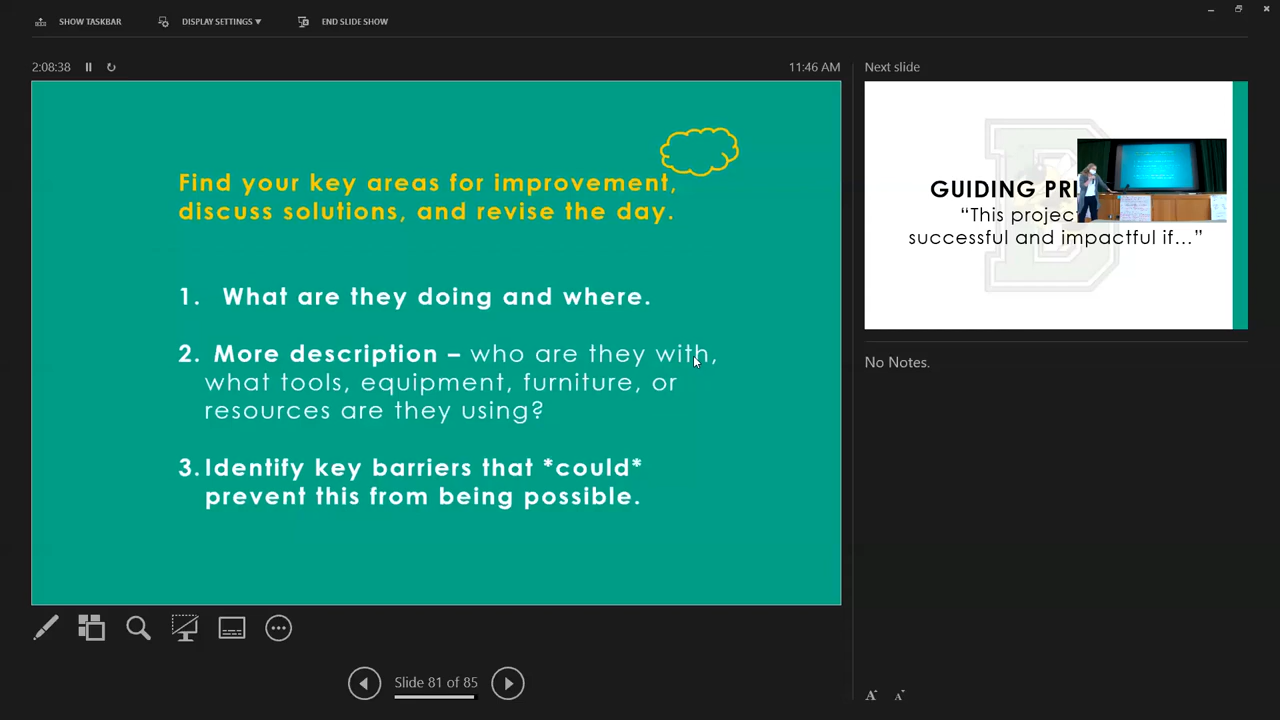 SHOW TASKBAR
DISPLAY SETTINGS ▼
END SLIDE SHOW
2:08:38
11:46 AM
Find your key areas for improvement,
discuss solutions, and revise the day.
1. What are they doing and where.
2. More description – who are they with,
what tools, equipment, furniture, or
resources are they using?
3. Identify key barriers that *could*
prevent this from being possible.
Slide 81 of 85
Next slide
B
GUIDING
“This project
successful and impactful if…”
No Notes.
A A